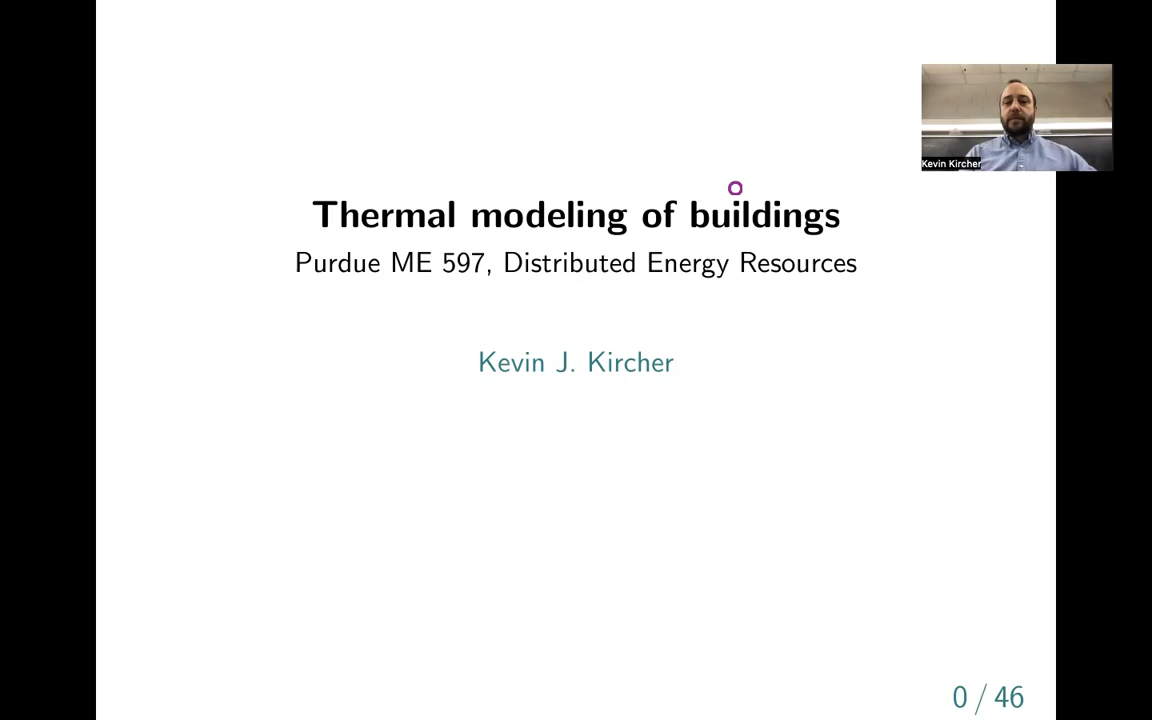 Kevin Kircher
Thermal modeling of buildings
Purdue ME 597, Distributed Energy Resources
Kevin J. Kircher
0 / 46